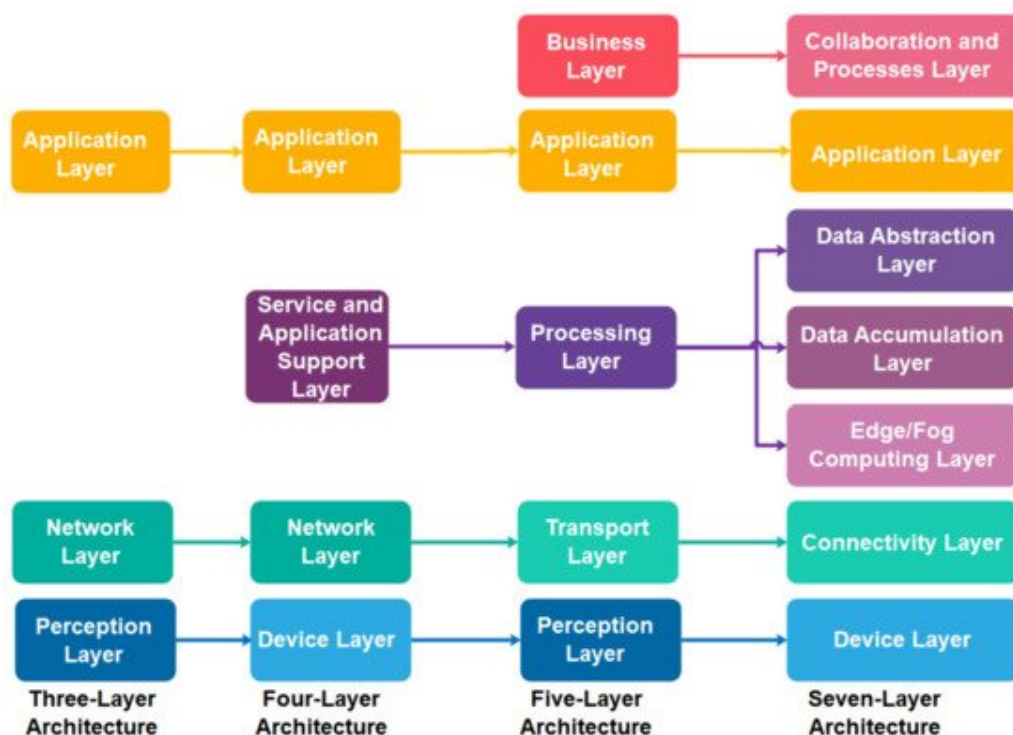 Business
Layer
Collaboration and
Processes Layer
Application
Layer
Application
Layer
Application
Layer
Application Layer
Data Abstraction
Layer
Service and
Application
Support
Layer
Processing
Layer
Data Accumulation
Layer
Edge/Fog
Computing Layer
Network
Layer
Network
Layer
Transport
Layer
Connectivity Layer
Perception
Layer
Device Layer
Perception
Layer
Device Layer
Three-Layer
Architecture
Four-Layer
Architecture
Five-Layer
Architecture
Seven-Layer
Architecture